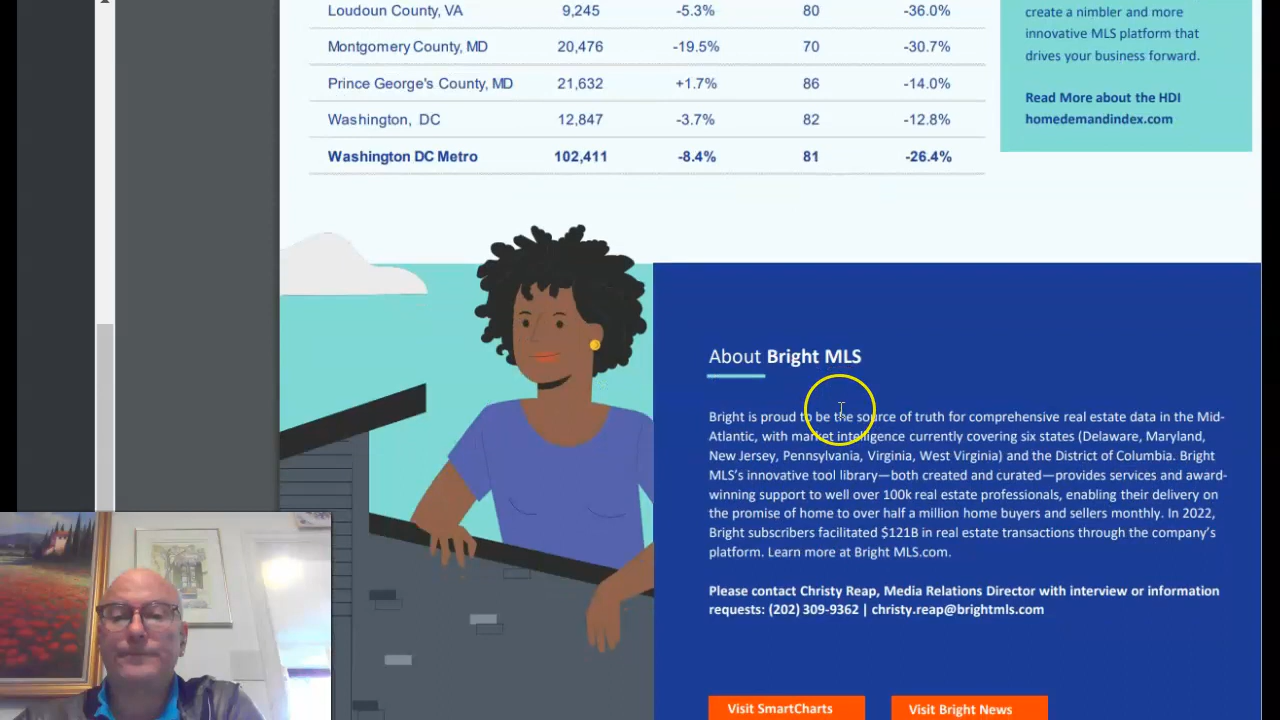 Loudoun County, VA 9,245 -5.3% 80 -36.0%
Montgomery County, MD 20,476 -19.5% 70 -30.7%
Prince George's County, MD 21,632 +1.7% 86 -14.0%
Washington, DC 12,847 -3.7% 82 -12.8%
Washington DC Metro 102,411 -8.4% 81 -26.4%
create a nimbler and more
innovative MLS platform that
drives your business forward.
Read More about the HDI
homedemandindex.com
About Bright MLS
Bright is proud to be the source of truth for comprehensive real estate data in the Mid-
Atlantic, with market intelligence currently covering six states (Delaware, Maryland,
New Jersey, Pennsylvania, Virginia, West Virginia) and the District of Columbia. Bright
MLS's innovative tool library—both created and curated—provides services and award-
winning support to well over 100k real estate professionals, enabling their delivery on
the promise of home to over half a million home buyers and sellers monthly. In 2022,
Bright subscribers facilitated $121B in real estate transactions through the company's
platform. Learn more at Bright MLS.com.
Please contact Christy Reap, Media Relations Director with interview or information
requests: (202) 309-9362 | christy.reap@brightmls.com
Visit SmartCharts
Visit Bright News